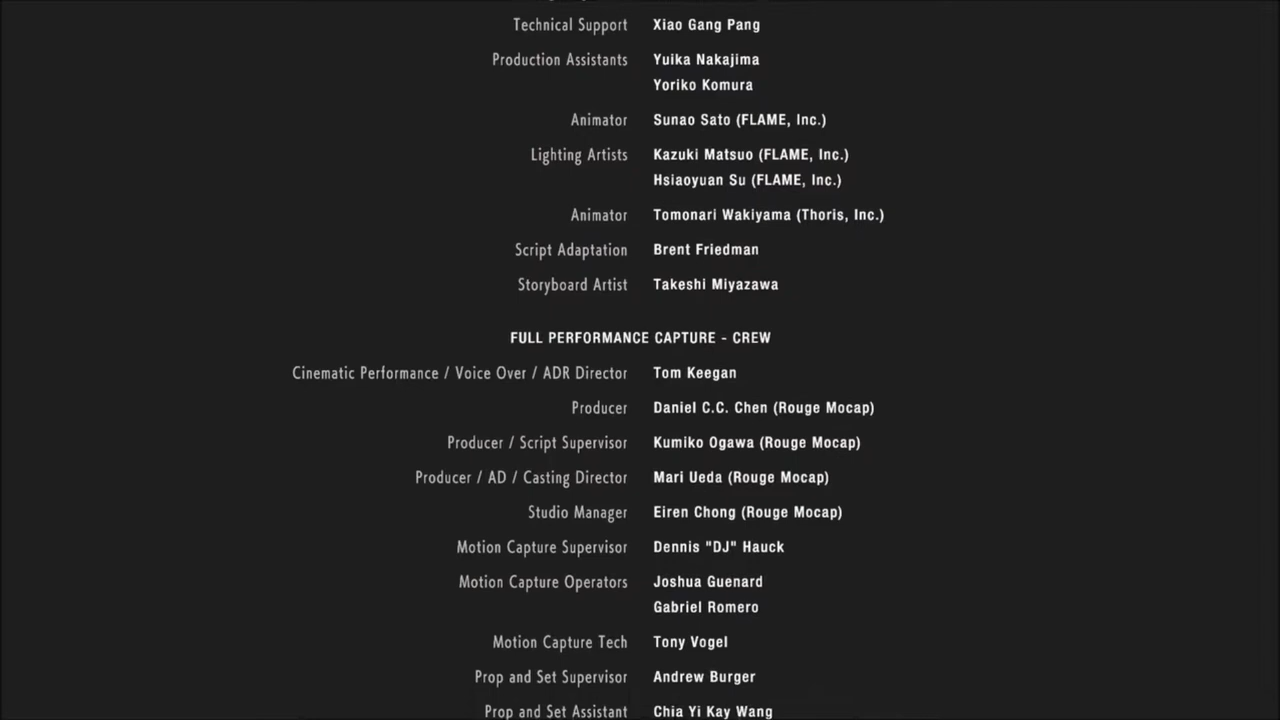 Technical Support Xiao Gang Pang
Production Assistants Yuika Nakajima
Yoriko Komura
Animator Sunao Sato (FLAME, Inc.)
Lighting Artists Kazuki Matsuo (FLAME, Inc.)
Hsiaoyuan Su (FLAME, Inc.)
Animator Tomonari Wakiyama (Thoris, Inc.)
Script Adaptation Brent Friedman
Storyboard Artist Takeshi Miyazawa
FULL PERFORMANCE CAPTURE - CREW
Cinematic Performance / Voice Over / ADR Director Tom Keegan
Producer Daniel C.C. Chen (Rouge Mocap)
Producer / Script Supervisor Kumiko Ogawa (Rouge Mocap)
Producer / AD / Casting Director Mari Ueda (Rouge Mocap)
Studio Manager Eiren Chong (Rouge Mocap)
Motion Capture Supervisor Dennis "DJ" Hauck
Motion Capture Operators Joshua Guenard
Gabriel Romero
Motion Capture Tech Tony Vogel
Prop and Set Supervisor Andrew Burger
Prop and Set Assistant Chia Yi Kay Wang